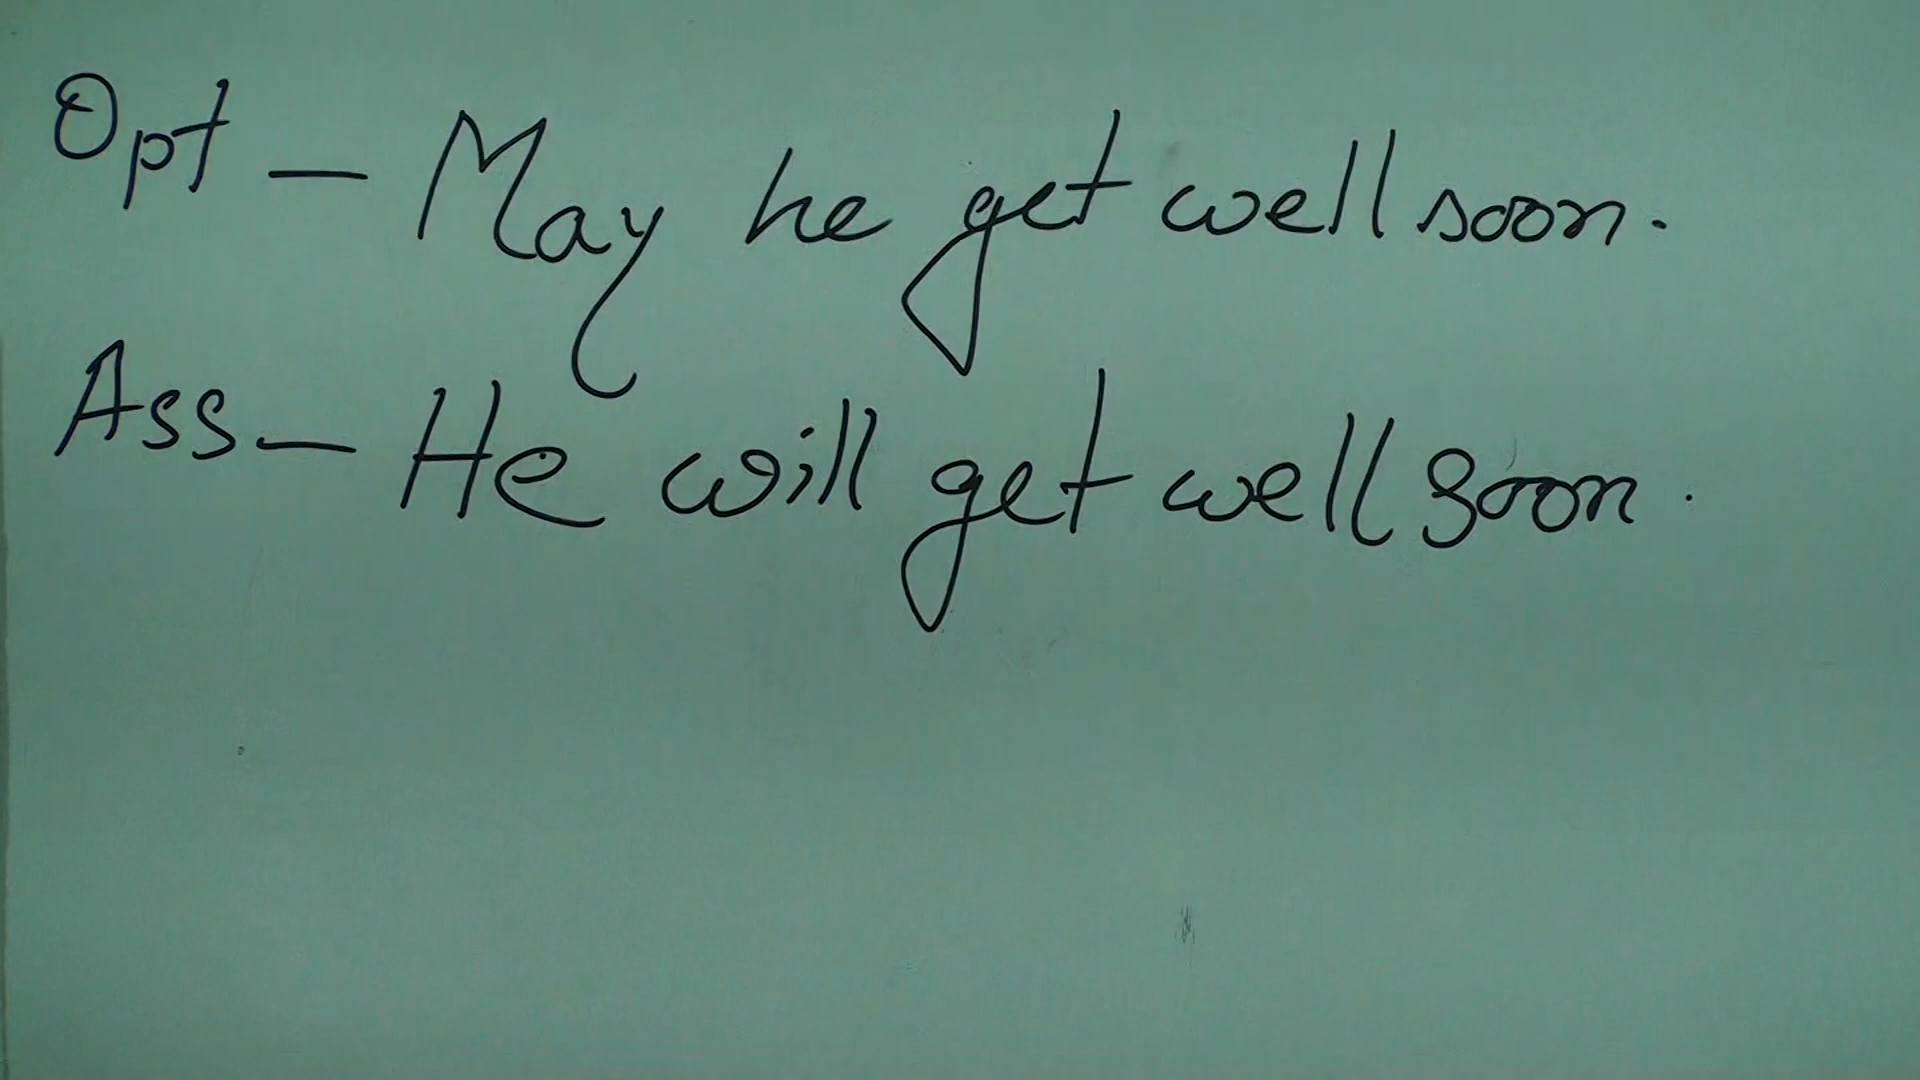 Opt - May he get well soon.
Ass - He will get well soon.